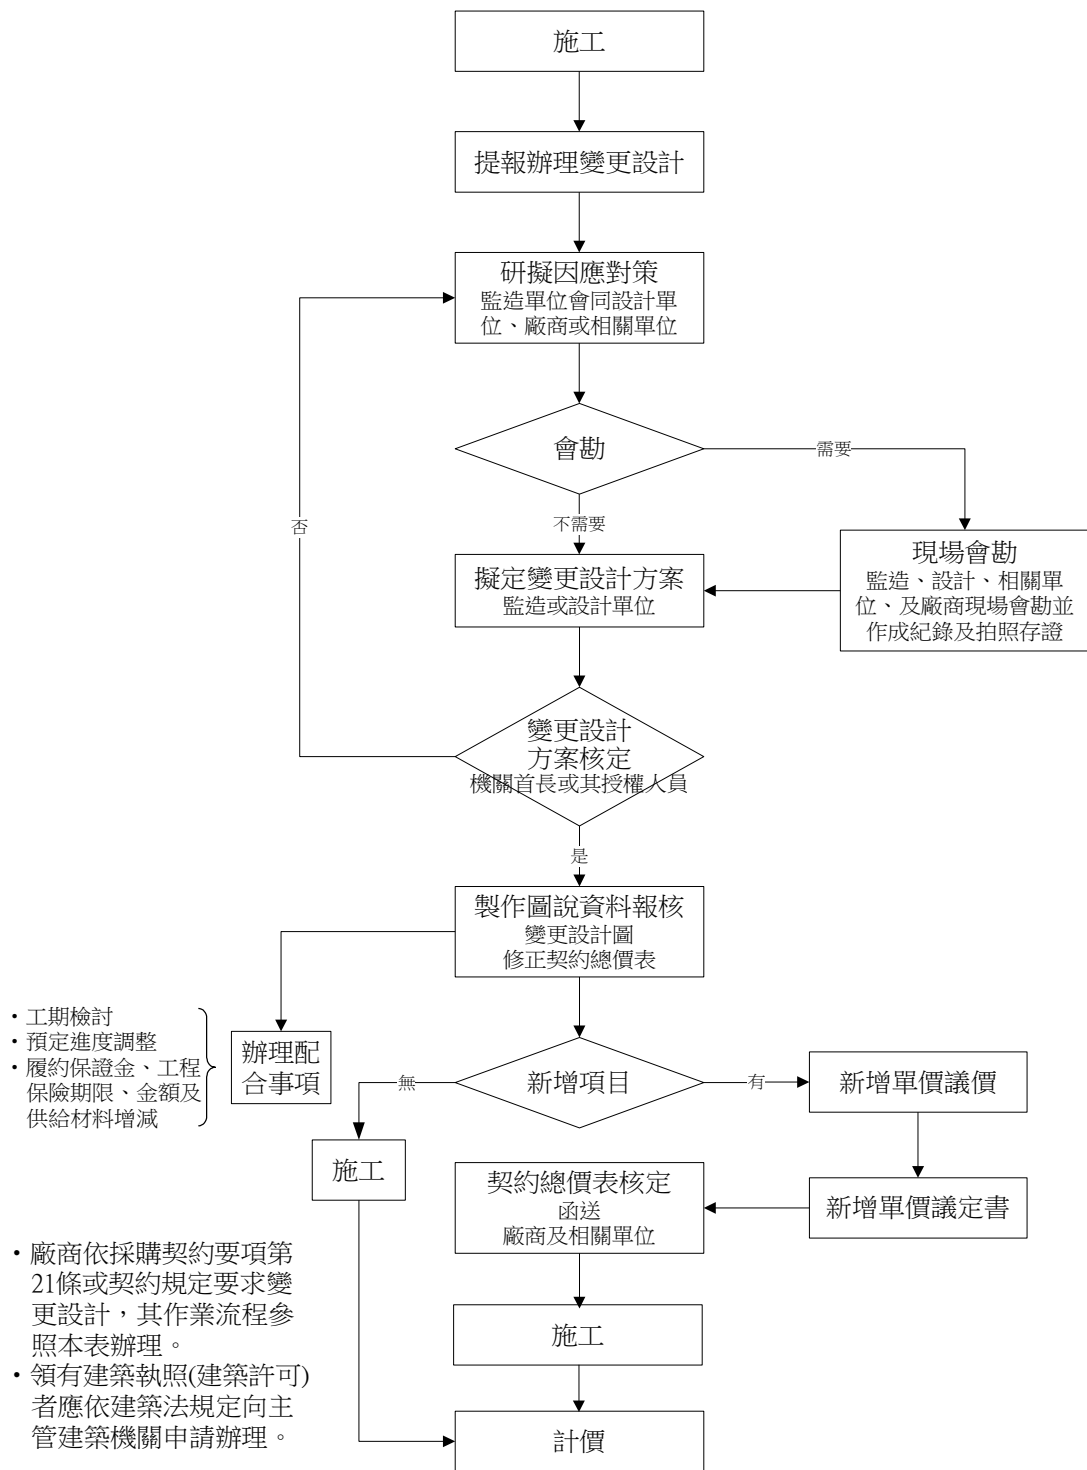 施工
提報辦理變更設計
研擬因應對策
監造單位會同設計單
位、廠商或相關單位
會勘
需要
不需要
否
現場會勘
監造、設計、相關單
位、及廠商現場會勘並
作成紀錄及拍照存證
擬定變更設計方案
監造或設計單位
變更設計
方案核定
機關首長或其授權人員
是
製作圖說資料報核
變更設計圖
修正契約總價表
・工期檢討
・預定進度調整
・履約保證金、工程
保險期限、金額及
供給材料增減
辦理配
合事項
無
新增項目
有
新增單價議價
施工
契約總價表核定
函送
廠商及相關單位
新增單價議定書
・廠商依採購契約要項第
21條或契約規定要求變
更設計，其作業流程參
照本表辦理。
・領有建築執照(建築許可)
者應依建築法規定向主
管建築機關申請辦理。
施工
計價